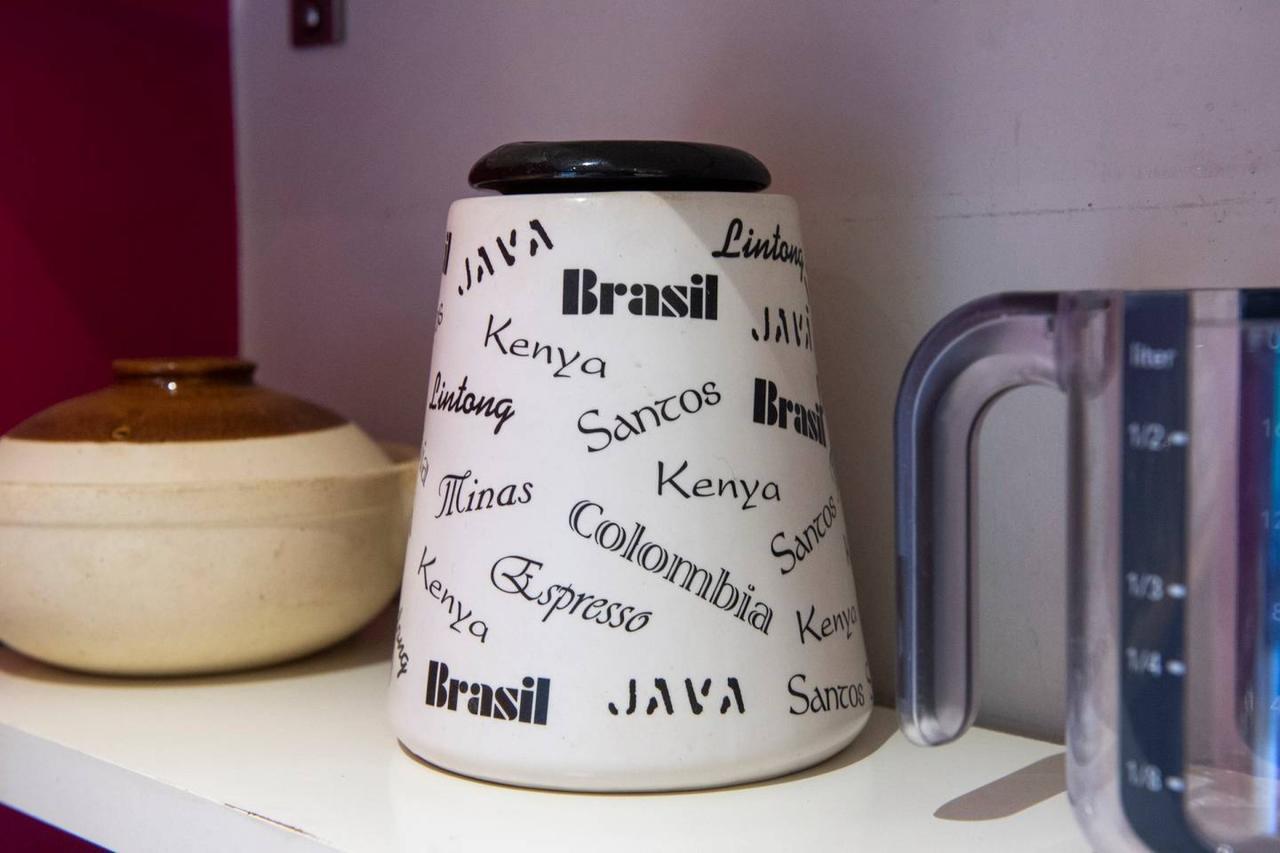 JAVA
Lintong
Brasil
JAVA
Kenya
Lintong
Santos
Brasil
Kenya
Minas
Santos
Colombia
Kenya
Espresso
Kenya
Brasil
JAVA
Santos
liter
1/2
1/3
1/4
1/8